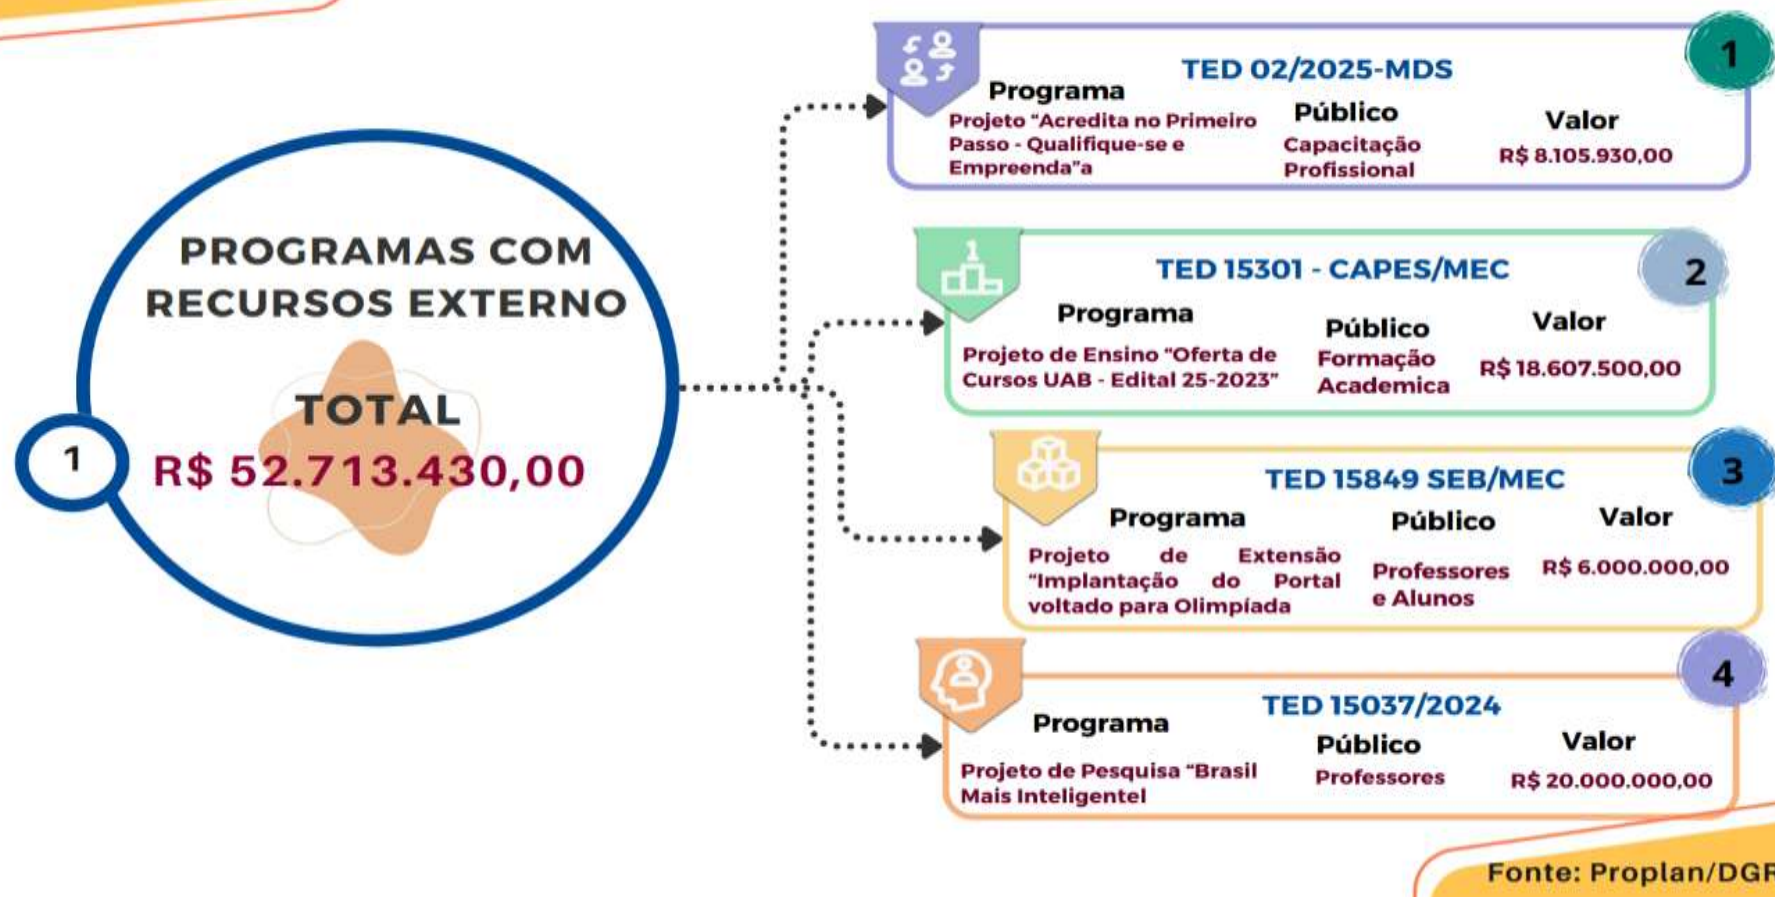 PROGRAMAS COM
RECURSOS EXTERNO
TOTAL
R$ 52.713.430,00
1
1
TED 02/2025-MDS
Programa
Projeto “Acredita no Primeiro
Passo - Qualifique-se e
Empreenda”a
Público
Capacitação
Profissional
Valor
R$ 8.105.930,00
2
1
TED 15301 - CAPES/MEC
Programa
Projeto de Ensino “Oferta de
Cursos UAB - Edital 25-2023”
Público
Formação
Academica
Valor
R$ 18.607.500,00
3
TED 15849 SEB/MEC
Programa
Projeto de Extensão
“Implantação do Portal
voltado para Olimpíada
Público
Professores
e Alunos
Valor
R$ 6.000.000,00
4
TED 15037/2024
Programa
Projeto de Pesquisa “Brasil
Mais Inteligentel
Público
Professores
Valor
R$ 20.000.000,00
Fonte: Proplan/DGR